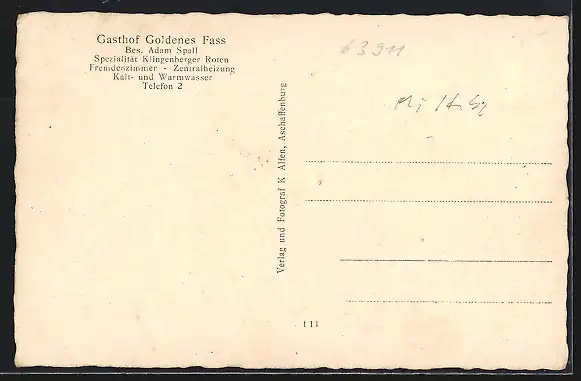 Gasthof Goldenes Fass
Bes. Adam Spall
Spezialität Klingenberger Roten
Fremdenzimmer - Zentralheizung
Kalt- und Warmwasser
Telefon 2
Verlag und Fotograf K Alfen, Aschaffenburg
63911
111